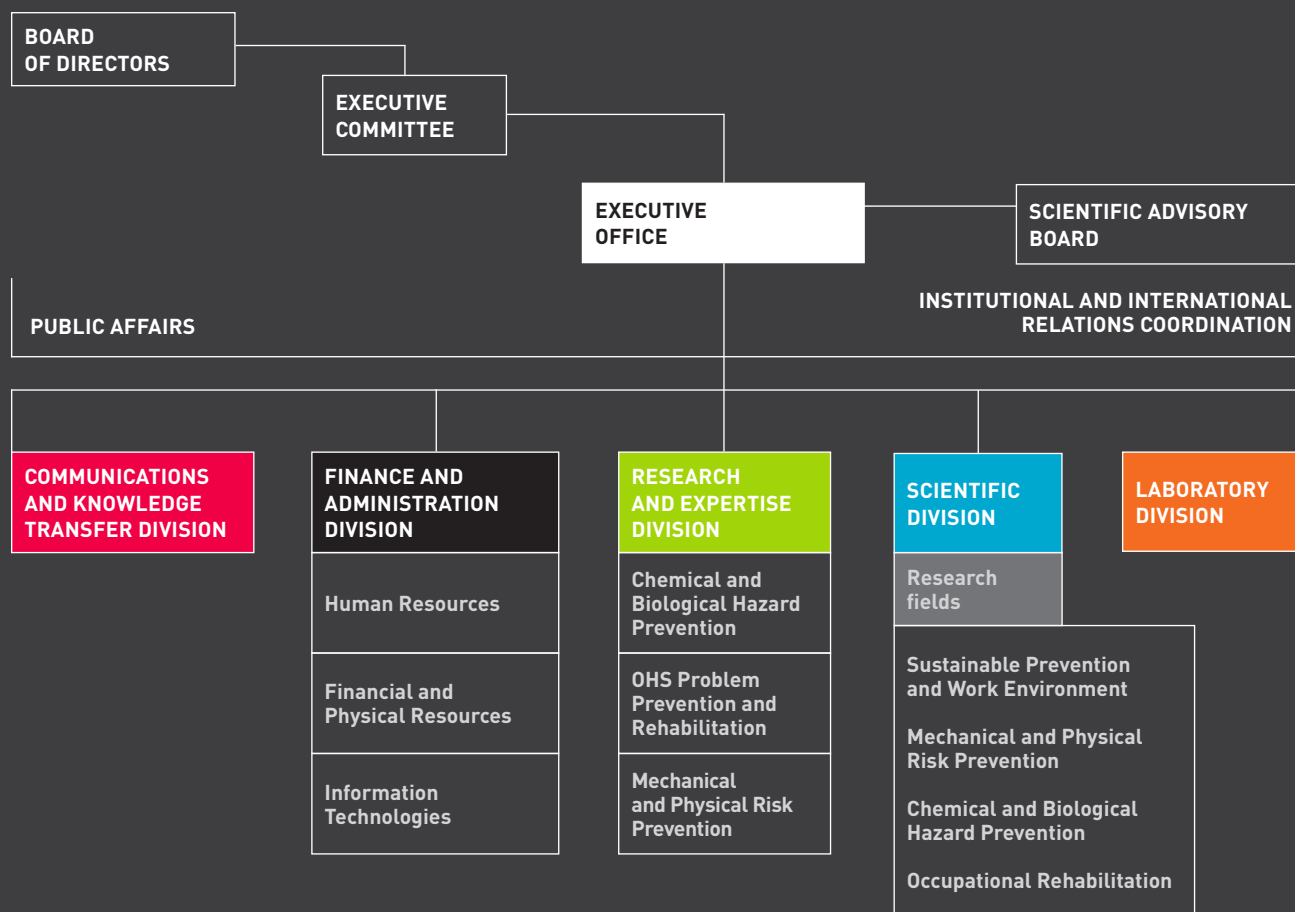 BOARD
OF DIRECTORS
EXECUTIVE
COMMITTEE
EXECUTIVE
OFFICE
SCIENTIFIC ADVISORY
BOARD
PUBLIC AFFAIRS
INSTITUTIONAL AND INTERNATIONAL
RELATIONS COORDINATION
COMMUNICATIONS
AND KNOWLEDGE
TRANSFER DIVISION
FINANCE AND
ADMINISTRATION
DIVISION
Human Resources
Financial and
Physical Resources
Information
Technologies
RESEARCH
AND EXPERTISE
DIVISION
Chemical and
Biological Hazard
Prevention
OHS Problem
Prevention and
Rehabilitation
Mechanical
and Physical Risk
Prevention
SCIENTIFIC
DIVISION
Research
fields
Sustainable Prevention
and Work Environment
Mechanical and Physical
Risk Prevention
Chemical and Biological
Hazard Prevention
Occupational Rehabilitation
LABORATORY
DIVISION